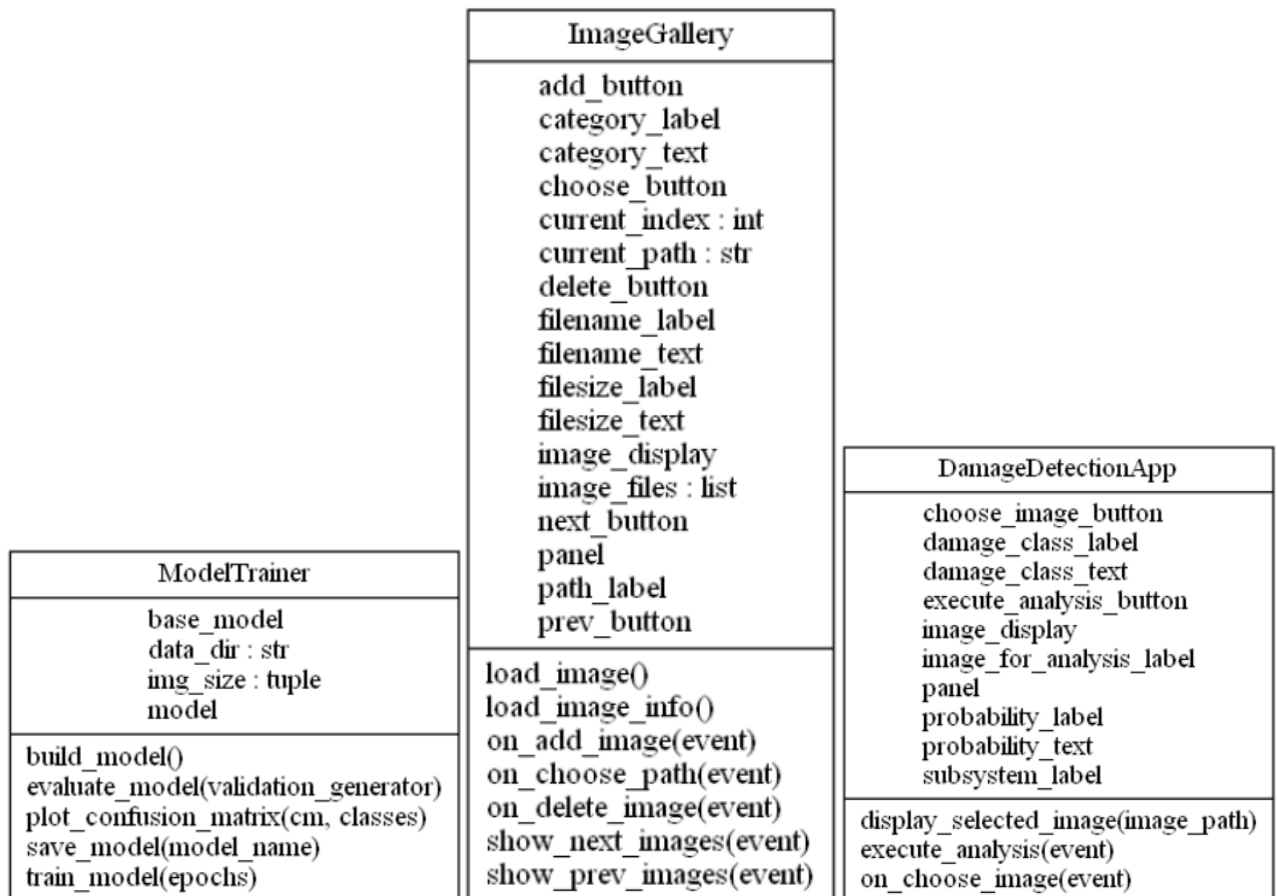 ModelTrainer
base_model
data_dir : str
img_size : tuple
model
build_model()
evaluate_model(validation_generator)
plot_confusion_matrix(cm, classes)
save_model(model_name)
train_model(epochs)
ImageGallery
add_button
category_label
category_text
choose_button
current_index : int
current_path : str
delete_button
filename_label
filename_text
filesize_label
filesize_text
image_display
image_files : list
next_button
panel
path_label
prev_button
load_image()
load_image_info()
on_add_image(event)
on_choose_path(event)
on_delete_image(event)
show_next_images(event)
show_prev_images(event)
DamageDetectionApp
choose_image_button
damage_class_label
damage_class_text
execute_analysis_button
image_display
image_for_analysis_label
panel
probability_label
probability_text
subsystem_label
display_selected_image(image_path)
execute_analysis(event)
on_choose_image(event)